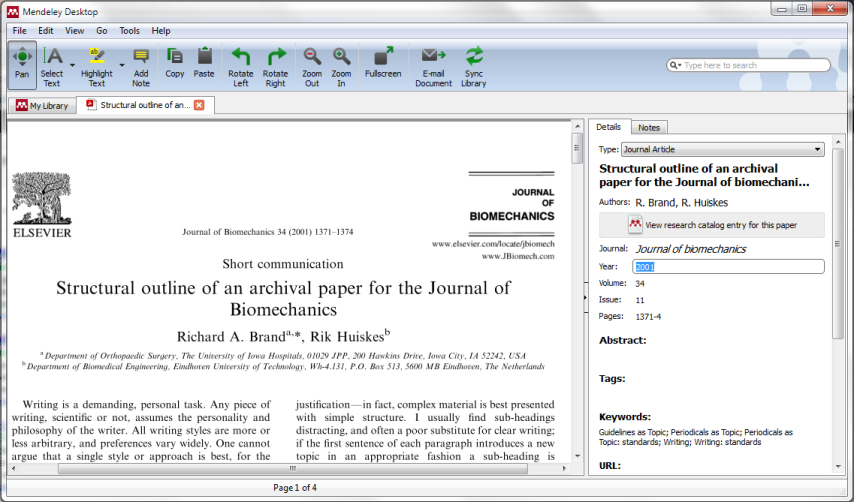 Mendeley Desktop
File Edit View Go Tools Help
Pan
Select Text
Highlight Text
Add Note
Copy
Paste
Rotate Left
Rotate Right
Zoom Out
Zoom In
Fullscreen
E-mail Document
Sync Library
Type here to search
My Library
Structural outline of an...
ELSEVIER
Journal of Biomechanics 34 (2001) 1371–1374
JOURNAL
OF
BIOMECHANICS
www.elsevier.com/locate/jbiomech
www.JBiomech.com
Short communication
Structural outline of an archival paper for the Journal of
Biomechanics
Richard A. Brandᵃ,*, Rik Huiskesᵇ
ᵃ Department of Orthopaedic Surgery, The University of Iowa Hospitals, 01029 JPP, 200 Hawkins Drive, Iowa City, IA 52242, USA
ᵇ Department of Biomedical Engineering, Eindhoven University of Technology, Wh-4.131, P.O. Box 513, 5600 MB Eindhoven, The Netherlands
Writing is a demanding, personal task. Any piece of
writing, scientific or not, assumes the personality and
philosophy of the writer. All writing styles are more or
less arbitrary, and preferences vary widely. One cannot
argue that a single style or approach is best, for the
justification—in fact, complex material is best presented
with simple structure. I usually find sub-headings
distracting, and often a poor substitute for clear writing;
if the first sentence of each paragraph introduces a new
topic in an appropriate fashion a sub-heading is
Details
Notes
Type: Journal Article
Structural outline of an archival
paper for the Journal of biomechani...
Authors: R. Brand, R. Huiskes
View research catalog entry for this paper
Journal: Journal of biomechanics
Year: 2001
Volume: 34
Issue: 11
Pages: 1371-4
Abstract:
Tags:
Keywords:
Guidelines as Topic; Periodicals as Topic; Periodicals as
Topic: standards; Writing; Writing: standards
URL:
Page 1 of 4